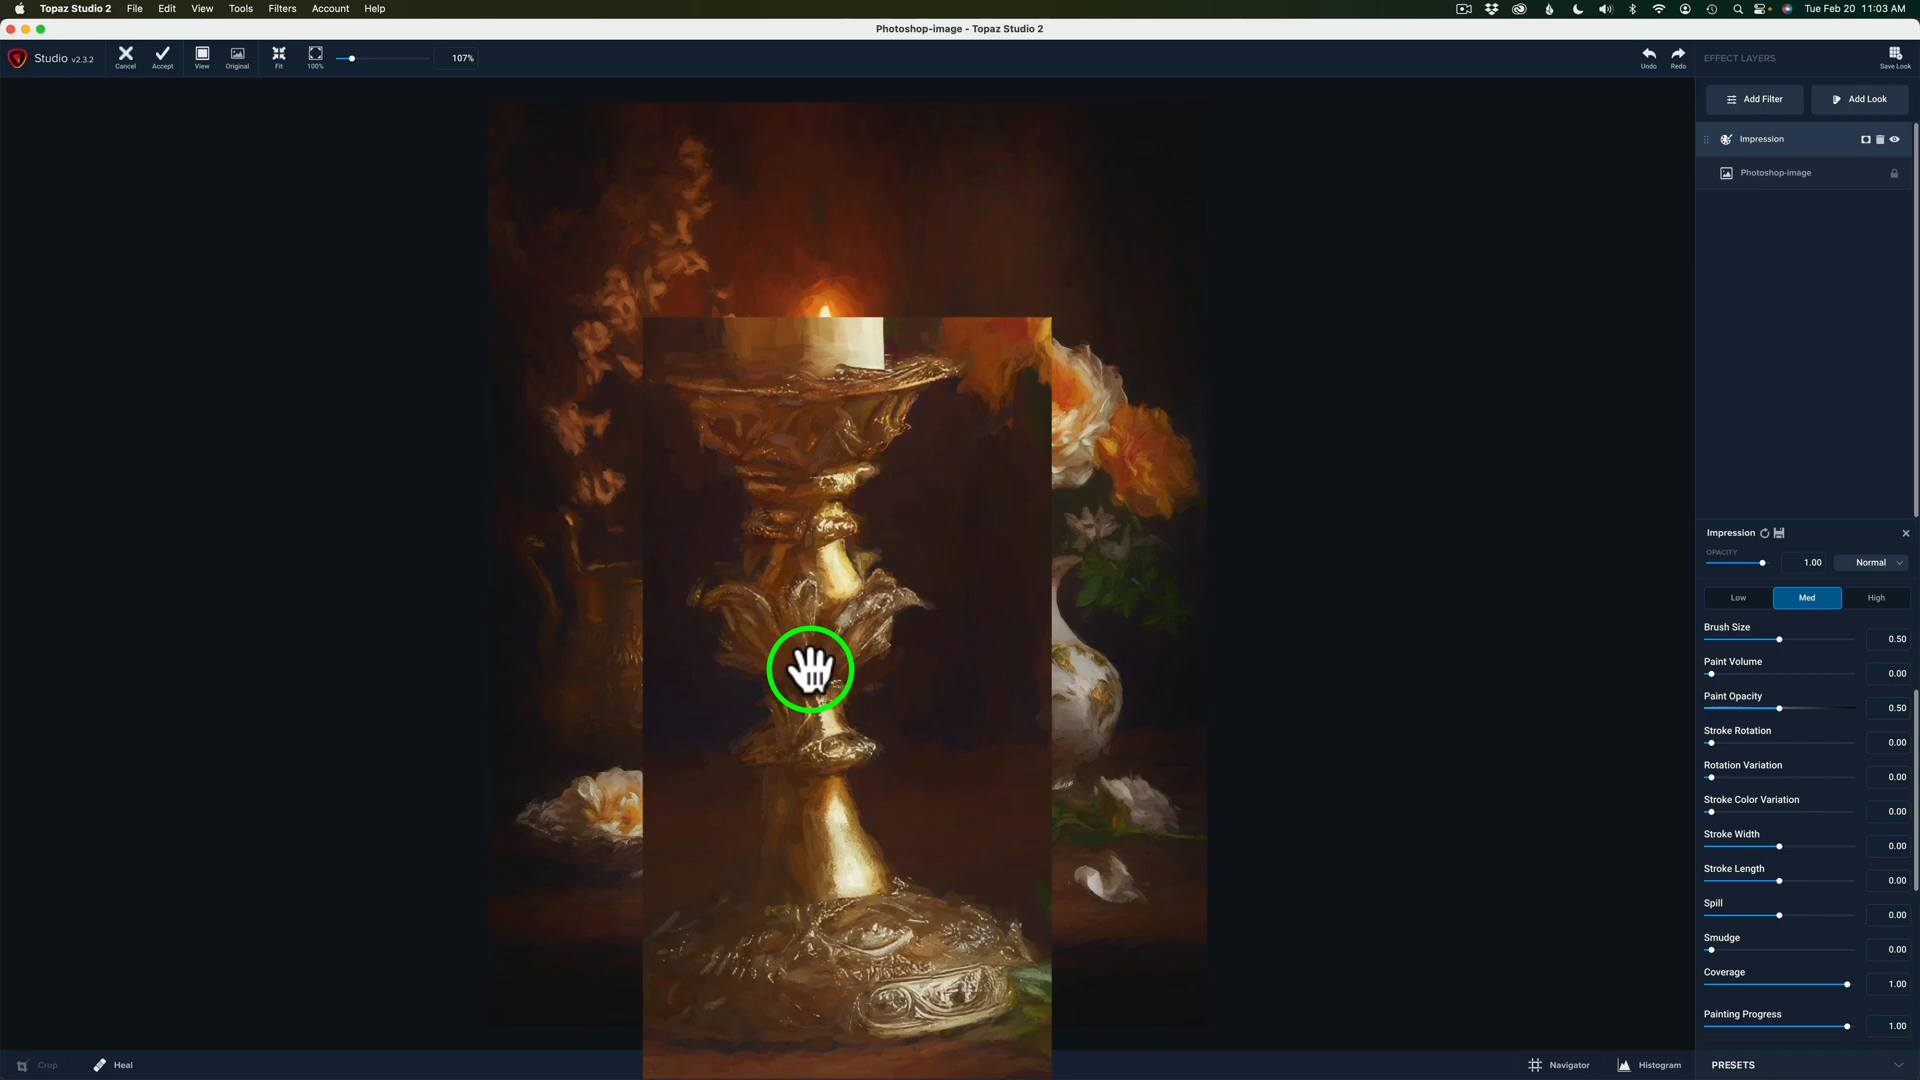 Topaz Studio 2 File Edit View Tools Filters Account Help Tue Feb 20 11:03 AM
Photoshop-image - Topaz Studio 2
Studio v2.3.2 Cancel Accept View Original Fit 100% 107% Undo Redo EFFECT LAYERS Save Look
Add Filter Add Look
Impression
Photoshop-image
Impression
OPACITY 1.00 Normal
Low Med High
Brush Size 0.50
Paint Volume 0.00
Paint Opacity 0.50
Stroke Rotation 0.00
Rotation Variation 0.00
Stroke Color Variation 0.00
Stroke Width 0.00
Stroke Length 0.00
Spill 0.00
Smudge 0.00
Coverage 1.00
Painting Progress 1.00
Crop Heal Navigator Histogram PRESETS